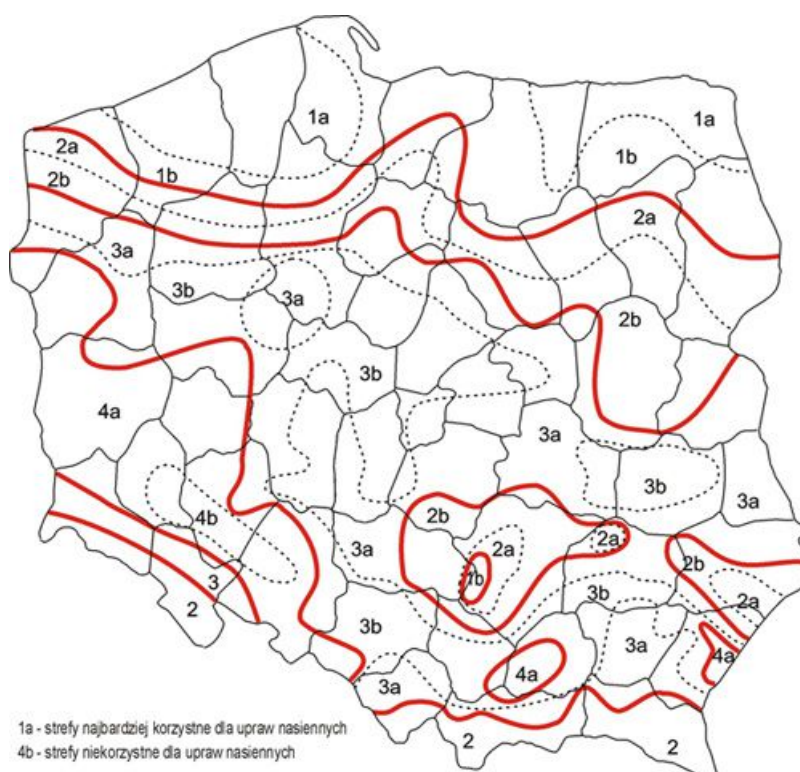 1a
1a
2a
1b
1b
2b
2a
3a
3b
3a
2b
3b
4a
3a
3b
3a
2b
4b
3a
2a
2a
1b
2b
3
3b
2a
2
3b
3a
4a
4a
3a
1a - strefy najbardziej korzystne dla upraw nasiennych
2
2
4b - strefy niekorzystne dla upraw nasiennych